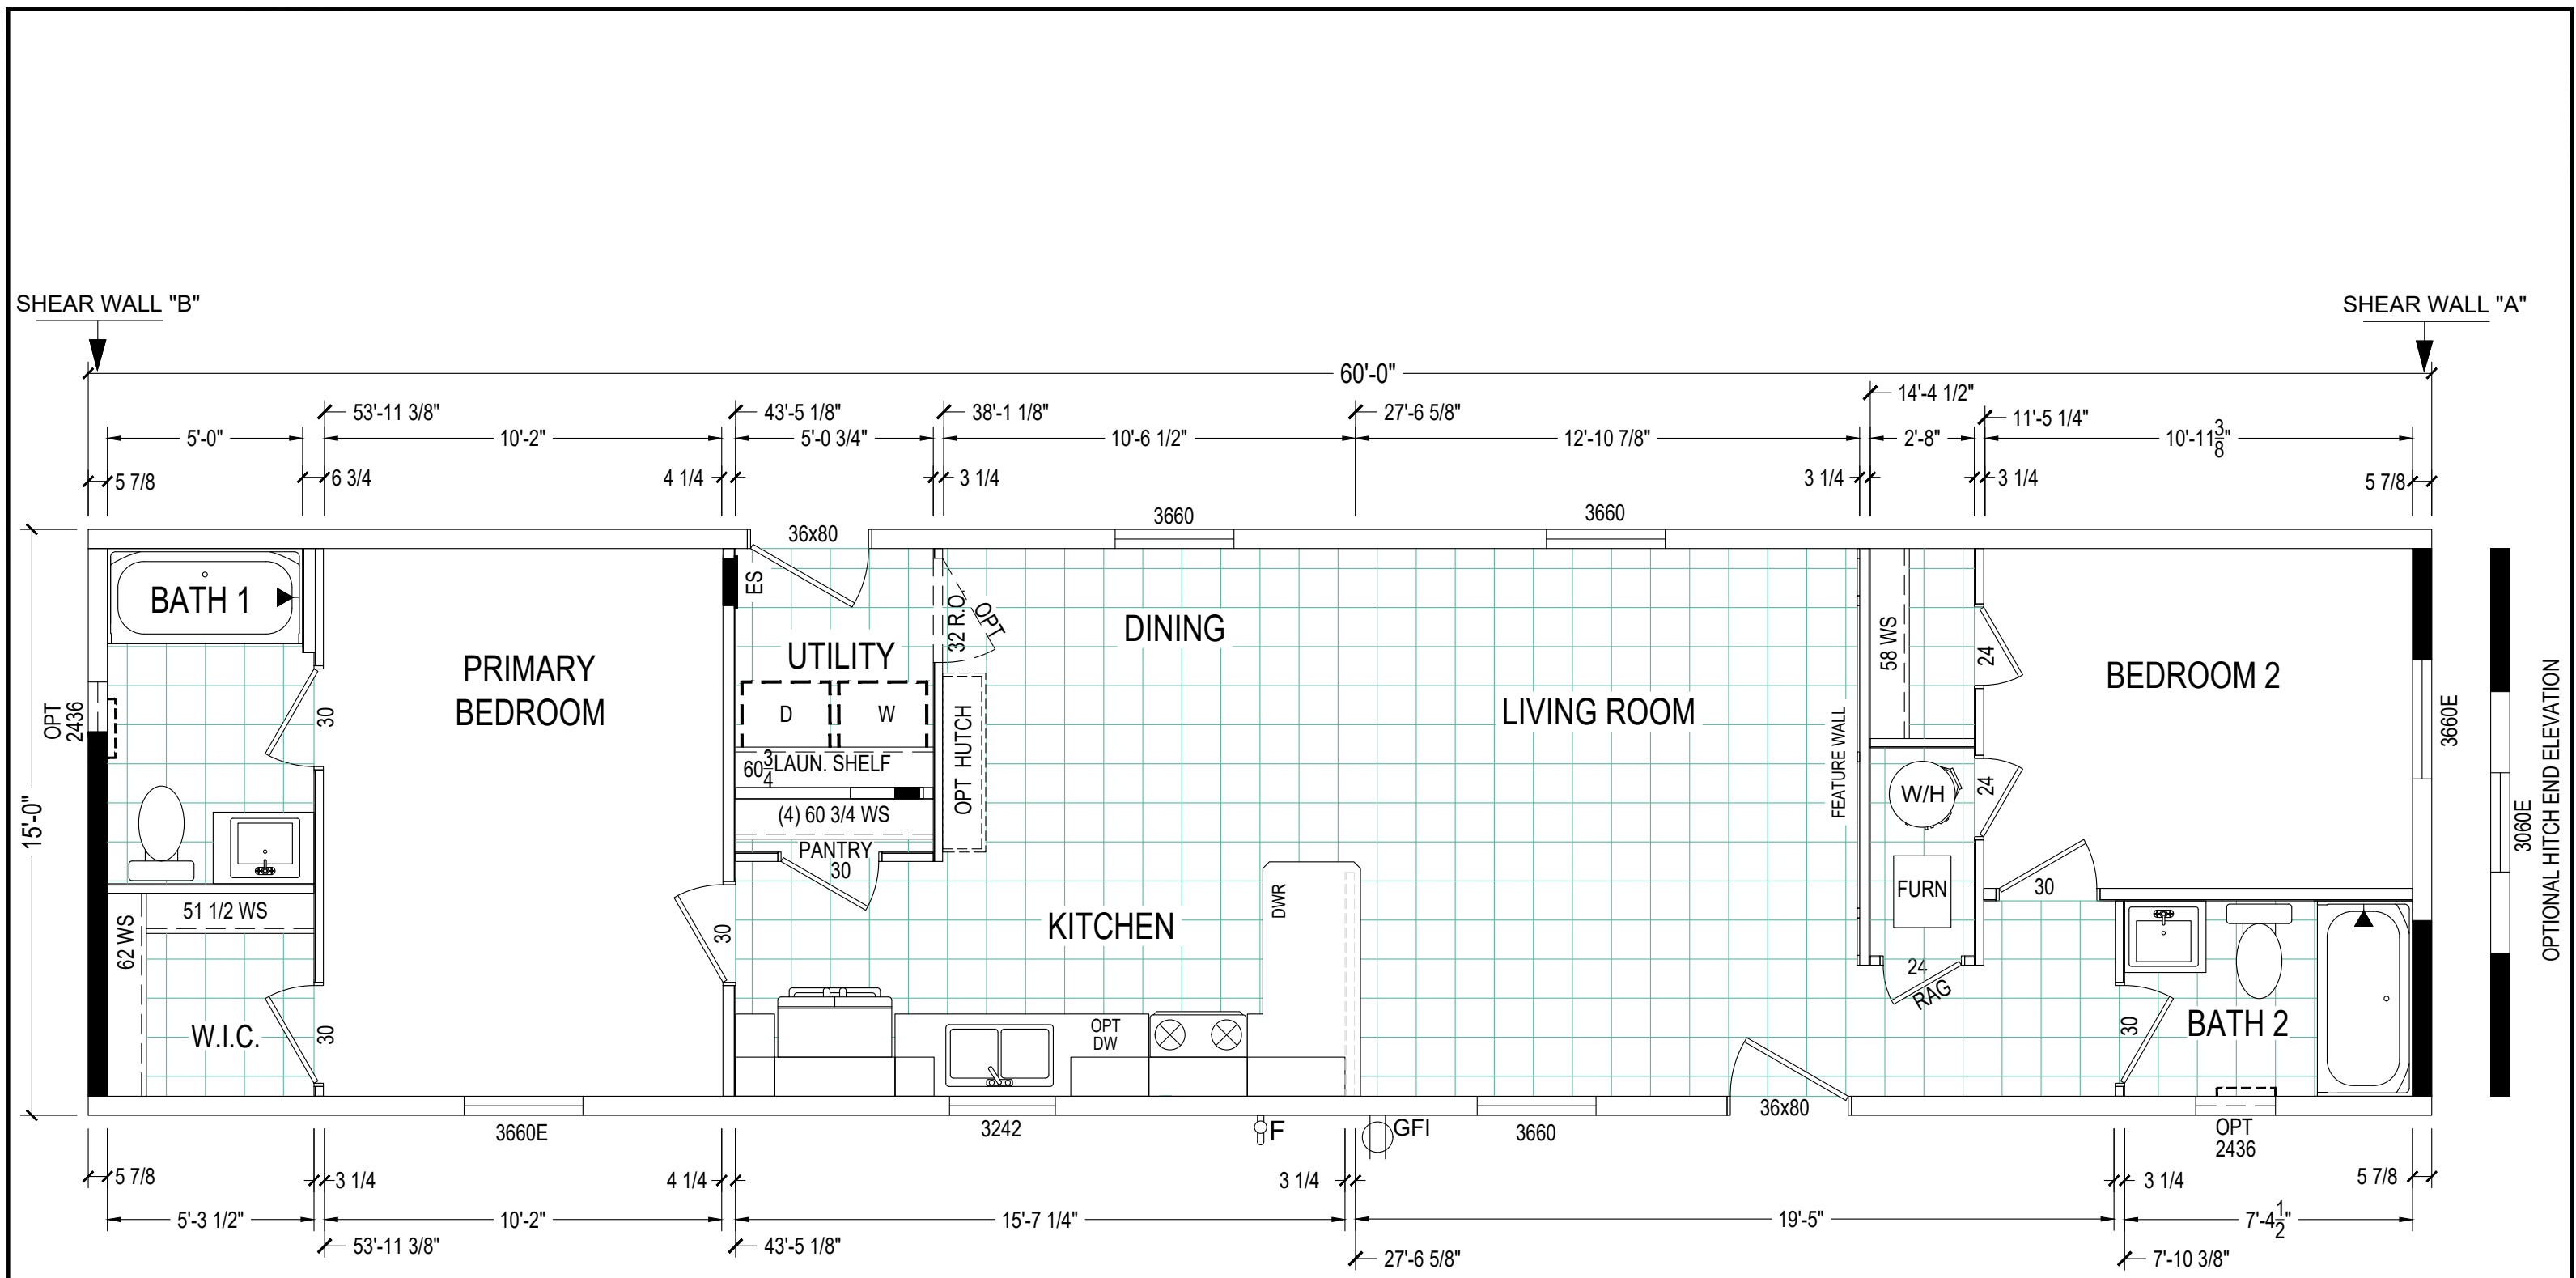 SHEAR WALL "B"
SHEAR WALL "A"
60'-0"
14'-4 1/2"
53'-11 3/8"
43'-5 1/8"
38'-1 1/8"
27'-6 5/8"
11'-5 1/4"
5'-0"
10'-2"
5'-0 3/4"
10'-6 1/2"
12'-10 7/8"
2'-8"
10'-11 3/8"
5 7/8
6 3/4
4 1/4
3 1/4
3 1/4
3 1/4
5 7/8
36x80
3660
3660
BATH 1
ES
32 R.O.
OPT
DINING
UTILITY
PRIMARY
BEDROOM
58 WS
24
BEDROOM 2
OPT
2436
30
D
W
LIVING ROOM
FEATURE WALL
3660E
OPTIONAL HITCH END ELEVATION
3060E
60 3/4
LAUN. SHELF
OPT HUTCH
W/H
24
15'-0"
(4) 60 3/4 WS
PANTRY
30
FURN
30
DWR
51 1/2 WS
62 WS
30
KITCHEN
24
RAG
W.I.C.
30
OPT
DW
30
BATH 2
36x80
3660E
3242
F
GFI
3660
OPT
2436
5 7/8
3 1/4
4 1/4
3 1/4
3 1/4
5 7/8
5'-3 1/2"
10'-2"
15'-7 1/4"
19'-5"
7'-4 1/2"
53'-11 3/8"
43'-5 1/8"
27'-6 5/8"
7'-10 3/8"